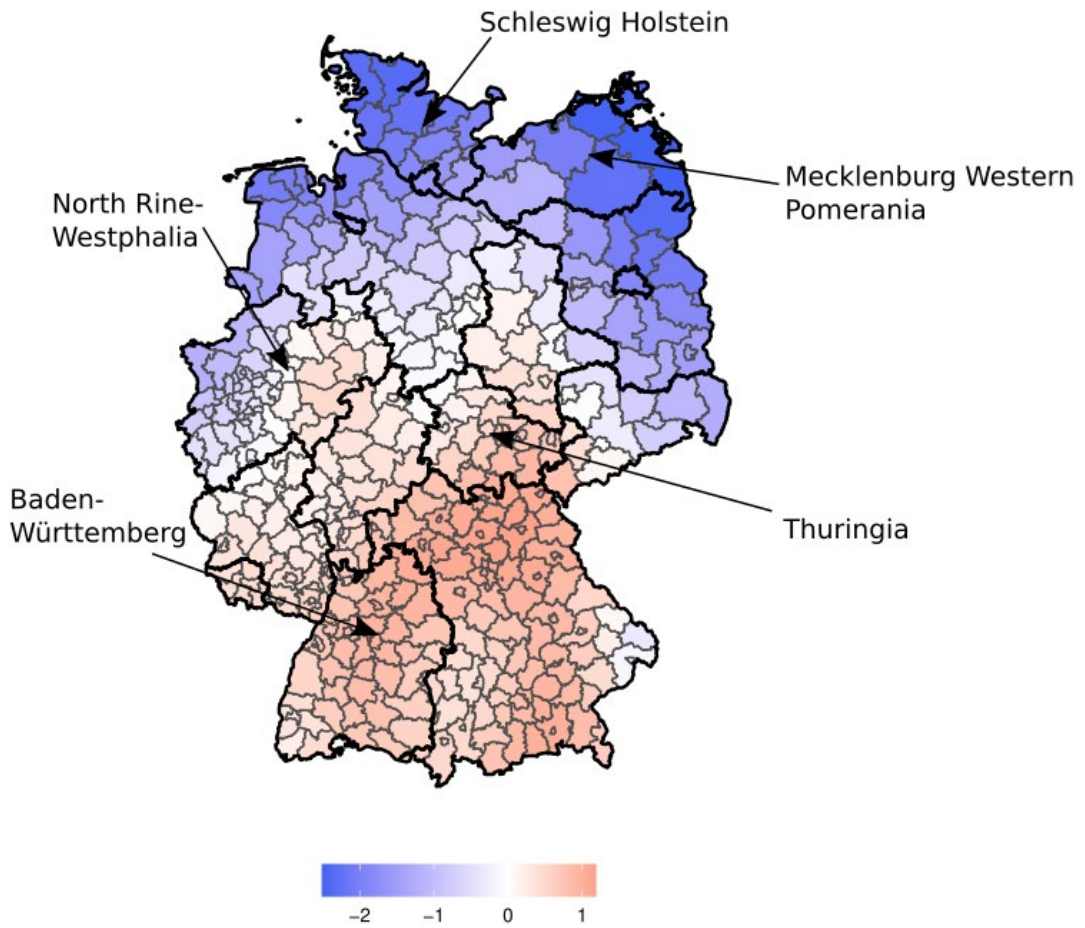 Schleswig Holstein
Mecklenburg Western
Pomerania
North Rine-
Westphalia
Baden-
Württemberg
Thuringia
−2 −1 0 1